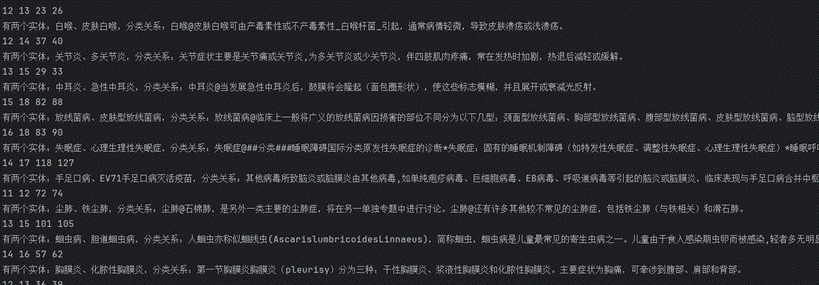 12 13 23 26
有两个实体：白喉、皮肤白喉，分类关系：白喉@皮肤白喉可由产毒素性或不产毒素性_白喉杆菌_引起，通常病情轻微，导致皮肤溃疡或浅溃疡。
12 14 37 40
有两个实体：关节炎、多关节炎，分类关系：关节症状主要是关节痛或关节炎,为多关节炎或少关节炎，伴四肢肌肉疼痛，常在发热时加剧，热退后减轻或缓解。
13 15 29 33
有两个实体：中耳炎、急性中耳炎，分类关系：中耳炎@当发展急性中耳炎后，鼓膜将会隆起（面包圈形状），使这些标志模糊，并且展开或衰减光反射。
15 18 82 88
有两个实体：放线菌病、皮肤型放线菌病，分类关系：放线菌病@临床上一般将广义的放线菌病因损害的部位不同分为以下几型：颈面型放线菌病、胸部型放线菌病、腹部型放线菌病、皮肤型放线菌病、脑型放线
16 18 83 90
有两个实体：失眠症、心理生理性失眠症，分类关系：失眠症@##分类###睡眠障碍国际分类原发性失眠症的诊断*失眠症：固有的睡眠机制障碍（如特发性失眠症、调整性失眠症、心理生理性失眠症）*睡眠呼
14 17 118 127
有两个实体：手足口病、EV71手足口病灭活疫苗，分类关系：其他病毒所致脑炎或脑膜炎由其他病毒,如单纯疱疹病毒、巨细胞病毒、EB病毒、呼吸道病毒等引起的脑炎或脑膜炎，临床表现与手足口病合并中枢
11 12 72 74
有两个实体：尘肺、铁尘肺，分类关系：尘肺@石棉肺，是另外一类主要的尘肺症，将在另一单独专题中进行讨论。尘肺@还有许多其他较不常见的尘肺症，包括铁尘肺（与铁相关）和滑石肺。
13 15 101 105
有两个实体：蛔虫病、胆道蛔虫病，分类关系：人蛔虫亦称似蚓线虫(AscarislumbricoidesLinnaeus)，简称蛔虫，蛔虫病是儿童最常见的寄生虫病之一。儿童由于食入感染期虫卵而被感染,轻者多无明显
14 16 57 62
有两个实体：胸膜炎、化脓性胸膜炎，分类关系：第一节胸膜炎胸膜炎（pleurisy）分为三种：干性胸膜炎、浆液性胸膜炎和化脓性胸膜炎。主要症状为胸痛，可牵涉到腹部、肩部和背部。
12 13 36 39